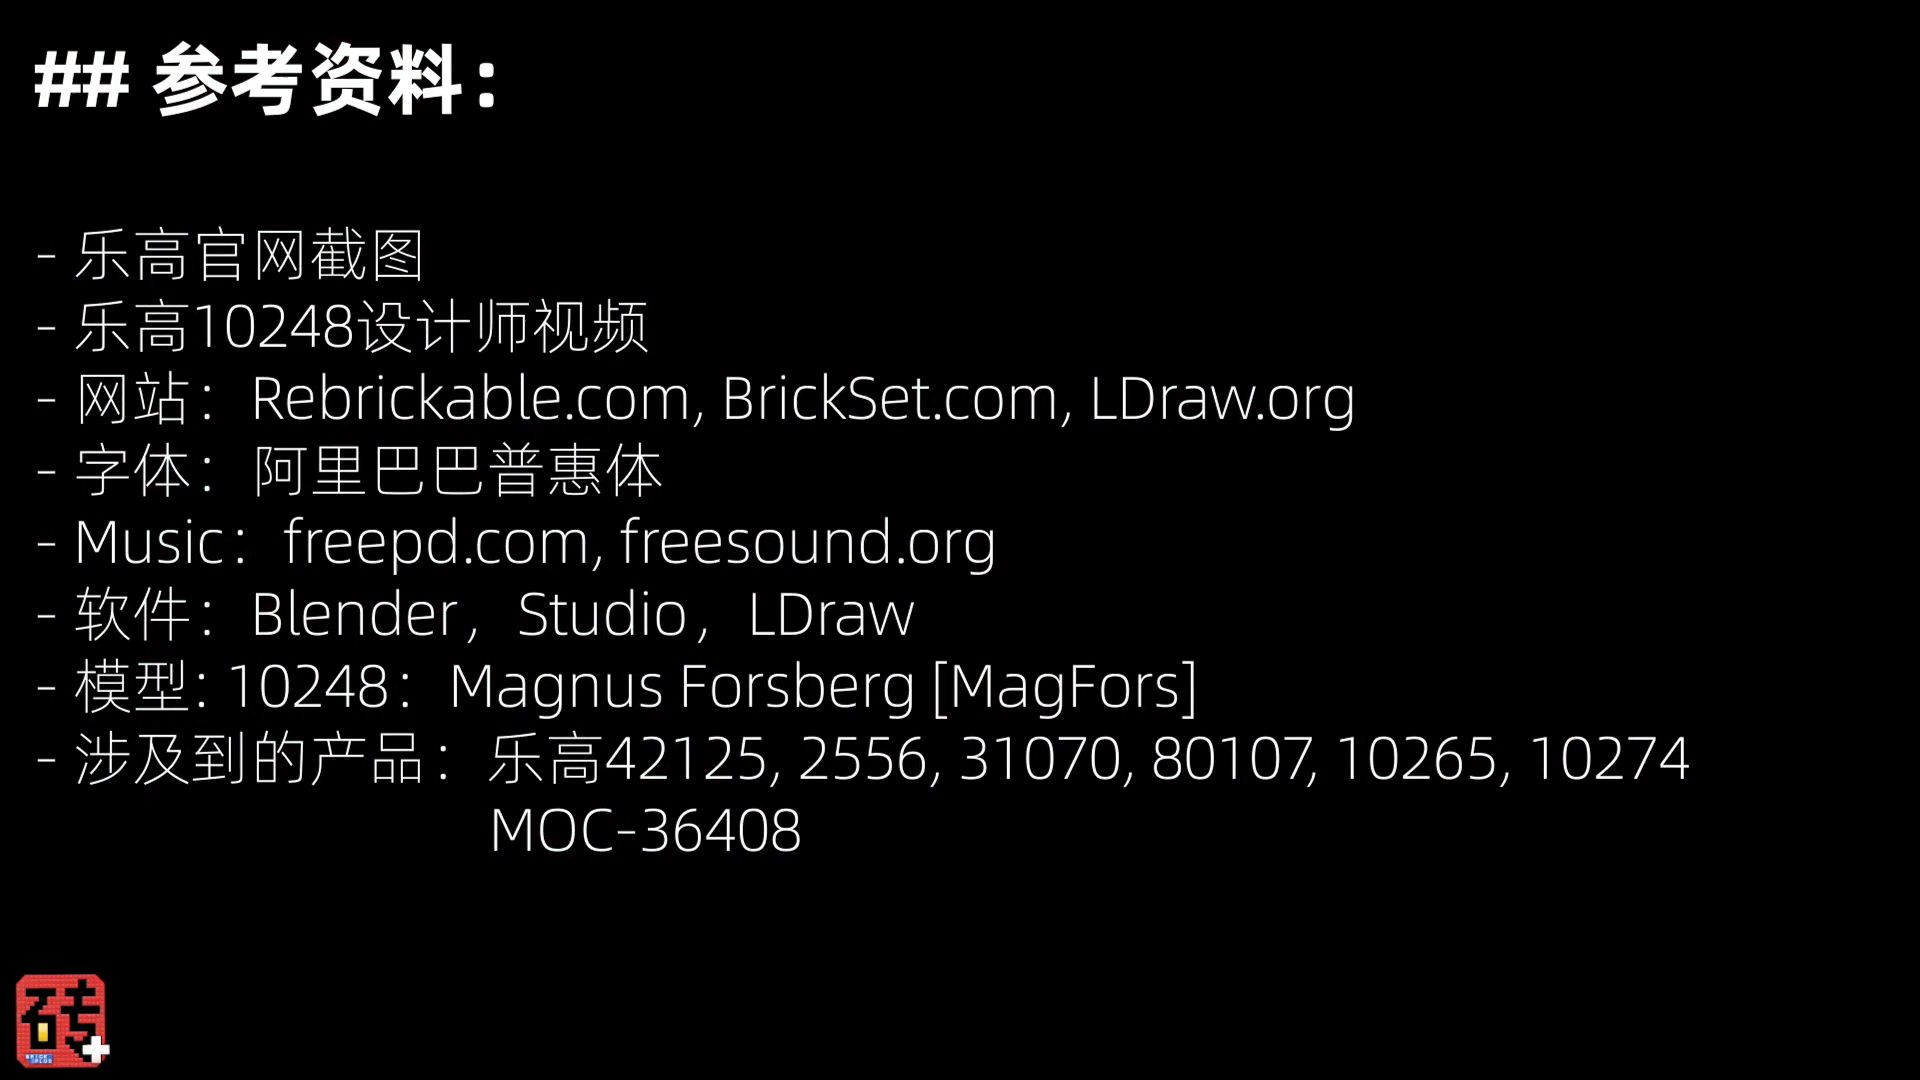 ## 参考资料：
- 乐高官网截图
- 乐高10248设计师视频
- 网站：Rebrickable.com, BrickSet.com, LDraw.org
- 字体：阿里巴巴普惠体
- Music：freepd.com, freesound.org
- 软件：Blender，Studio，LDraw
- 模型: 10248：Magnus Forsberg [MagFors]
- 涉及到的产品：乐高42125, 2556, 31070, 80107, 10265, 10274
MOC-36408
砖
BRICK
PLUS